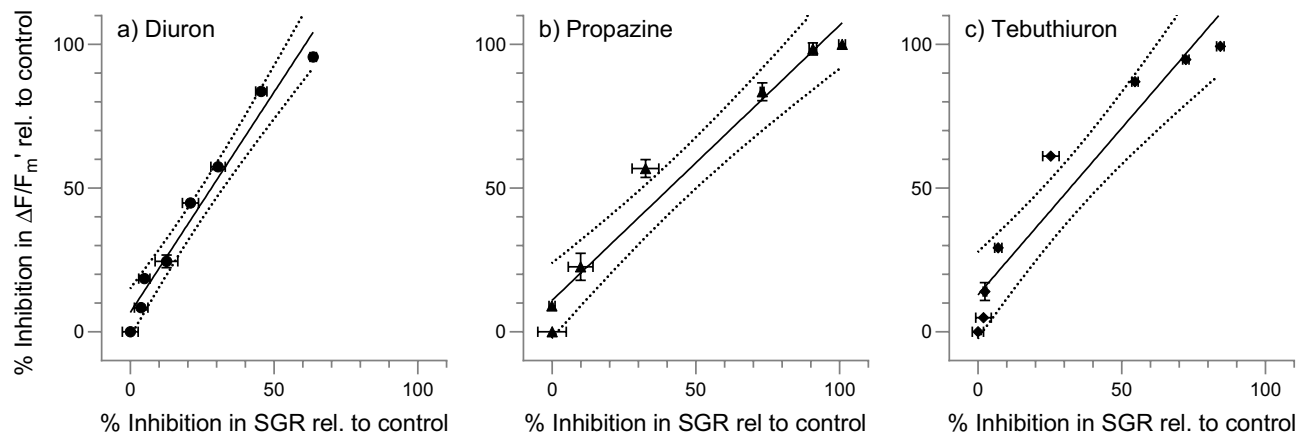 a) Diuron
b) Propazine
c) Tebuthiuron
% Inhibition in ΔF/Fm' rel. to control
100
50
0
100
50
0
100
50
0
0 50 100
0 50 100
0 50 100
% Inhibition in SGR rel. to control
% Inhibition in SGR rel. to control
% Inhibition in SGR rel. to control